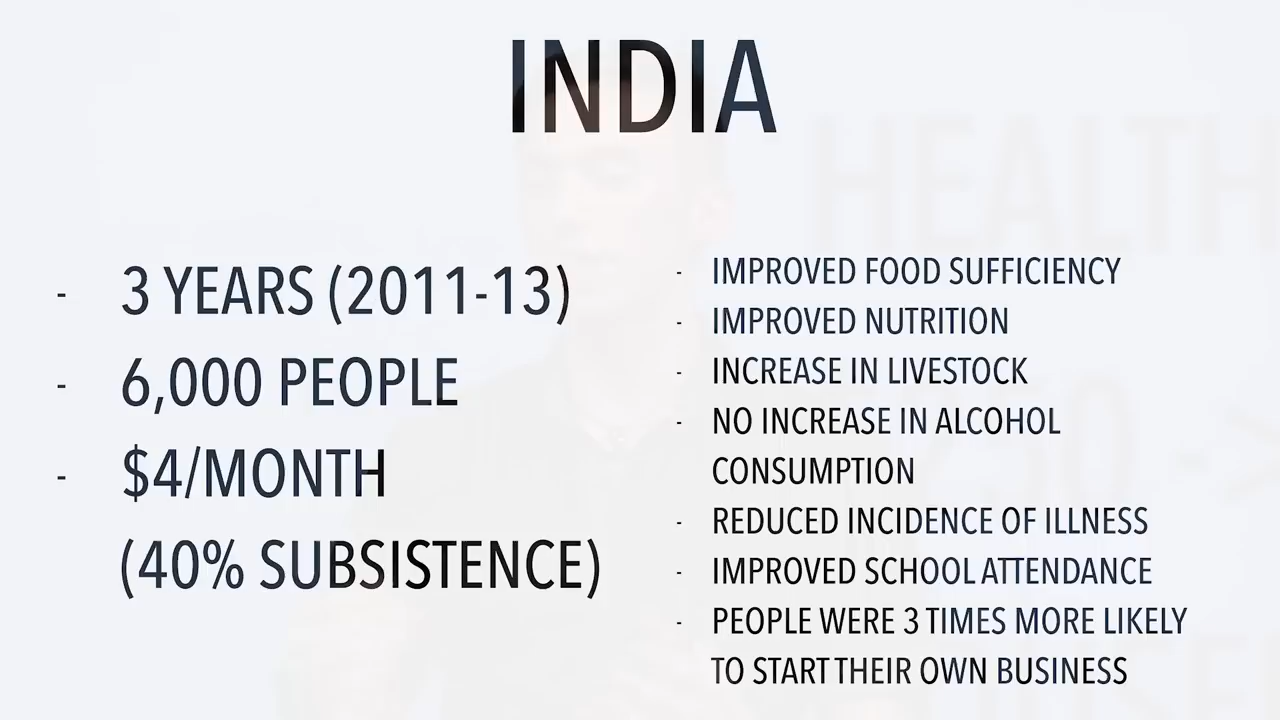 INDIA
- 3 YEARS (2011-13)
- 6,000 PEOPLE
- $4/MONTH
(40% SUBSISTENCE)
- IMPROVED FOOD SUFFICIENCY
- IMPROVED NUTRITION
- INCREASE IN LIVESTOCK
- NO INCREASE IN ALCOHOL
CONSUMPTION
- REDUCED INCIDENCE OF ILLNESS
- IMPROVED SCHOOL ATTENDANCE
- PEOPLE WERE 3 TIMES MORE LIKELY
TO START THEIR OWN BUSINESS
HEALTH